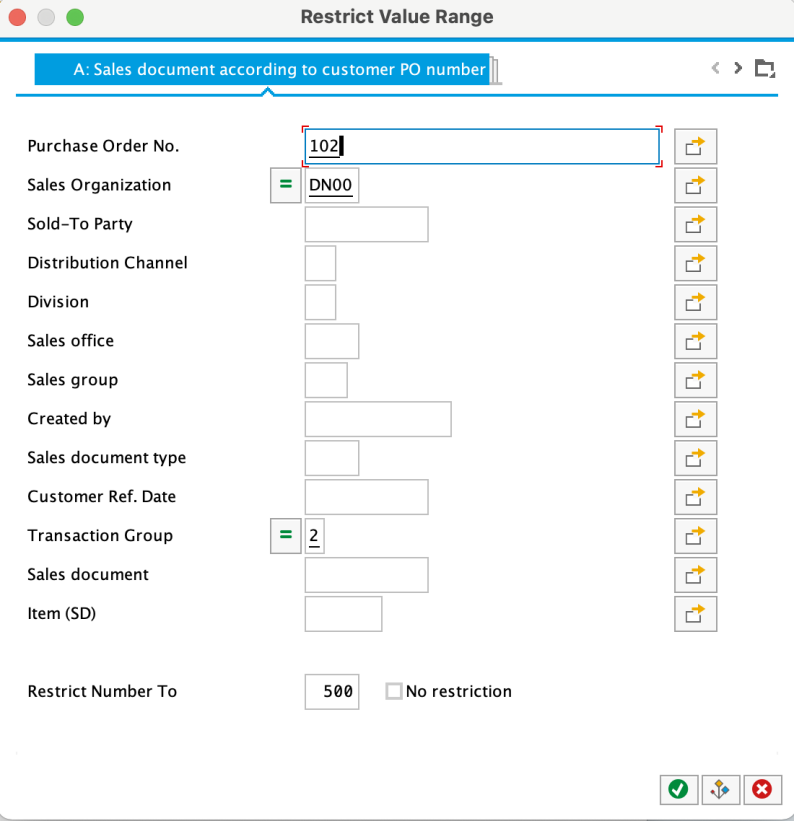 Restrict Value Range
A: Sales document according to customer PO number
Purchase Order No. 102
Sales Organization = DN00
Sold-To Party
Distribution Channel
Division
Sales office
Sales group
Created by
Sales document type
Customer Ref. Date
Transaction Group = 2
Sales document
Item (SD)
Restrict Number To 500 No restriction